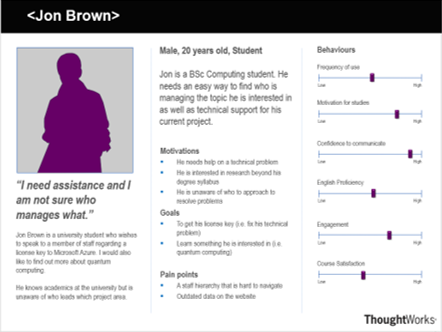 <Jon Brown>
"I need assistance and I
am not sure who
manages what."
Jon Brown is a university student who wishes
to speak to a member of staff regarding a
license key to Microsoft Azure. I would also
like to find out more about quantum
computing.
He knows academics at the university but is
unaware of who leads which project area.
Male, 20 years old, Student
Jon is a BSc Computing student. He
needs an easy way to find who is
managing the topic he is interested in
as well as technical support for his
current project.
Motivations
• He needs help on a technical problem
• He is interested in research beyond his
degree syllabus
• He is unaware of who to approach to
resolve problems
Goals
• To get his license key (i.e. fix his technical
problem)
• Learn something he is interested in (i.e.
quantum computing)
Pain points
• A staff hierarchy that is hard to navigate
• Outdated data on the website
Behaviours
Frequency of use
Low High
Motivation for studies
Low High
Confidence to communicate
Low High
English Proficiency
Low High
Engagement
Low High
Course Satisfaction
Low High
ThoughtWorks